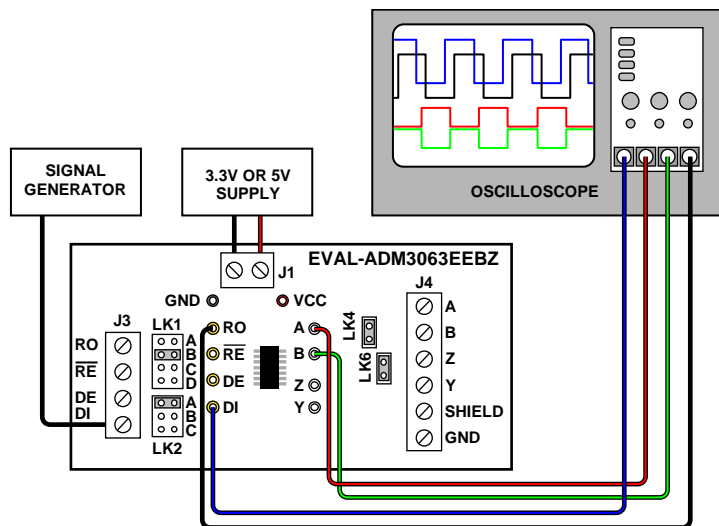 SIGNAL
GENERATOR
3.3V OR 5V
SUPPLY
OSCILLOSCOPE
EVAL-ADM3063EEBZ
J1
J4
GND
VCC
J3
LK1
RO
RE
DE
DI
A
B
C
D
A
B
C
LK2
RO
RE
DE
DI
A
B
Z
Y
LK4
LK6
A
B
Z
Y
SHIELD
GND